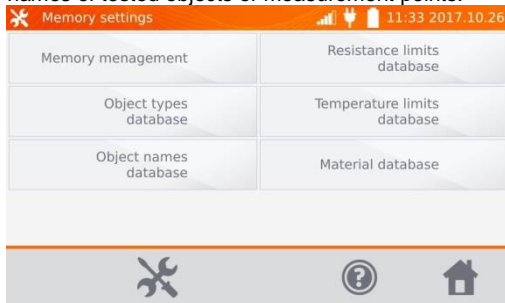 names of tested objects or measurement points.
Memory settings
11:33 2017.10.26
Memory menagement
Resistance limits
database
Object types
database
Temperature limits
database
Object names
database
Material database